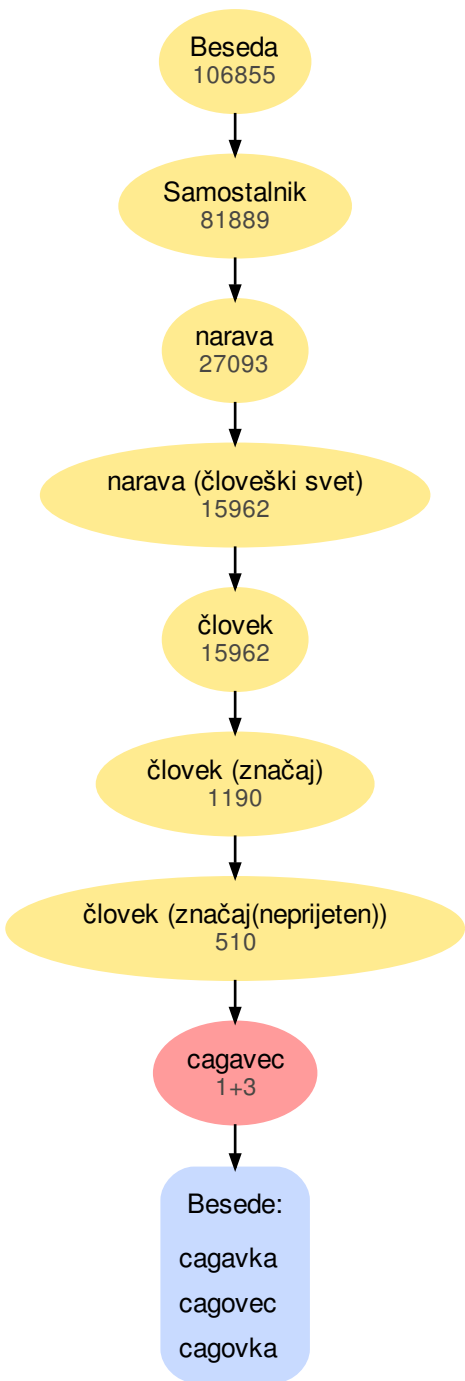 Beseda
106855
Samostalnik
81889
narava
27093
narava (človeški svet)
15962
človek
15962
človek (značaj)
1190
človek (značaj(neprijeten))
510
cagavec
1+3
Besede:
cagavka
cagovec
cagovka